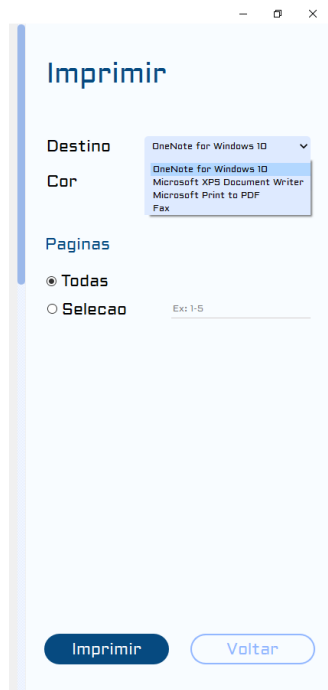 Imprimir
Destino
OneNote for Windows 10
OneNote for Windows 10
Microsoft XPS Document Writer
Microsoft Print to PDF
Fax
Cor
Paginas
Todas
Selecao
Ex: 1-5
Imprimir
Voltar